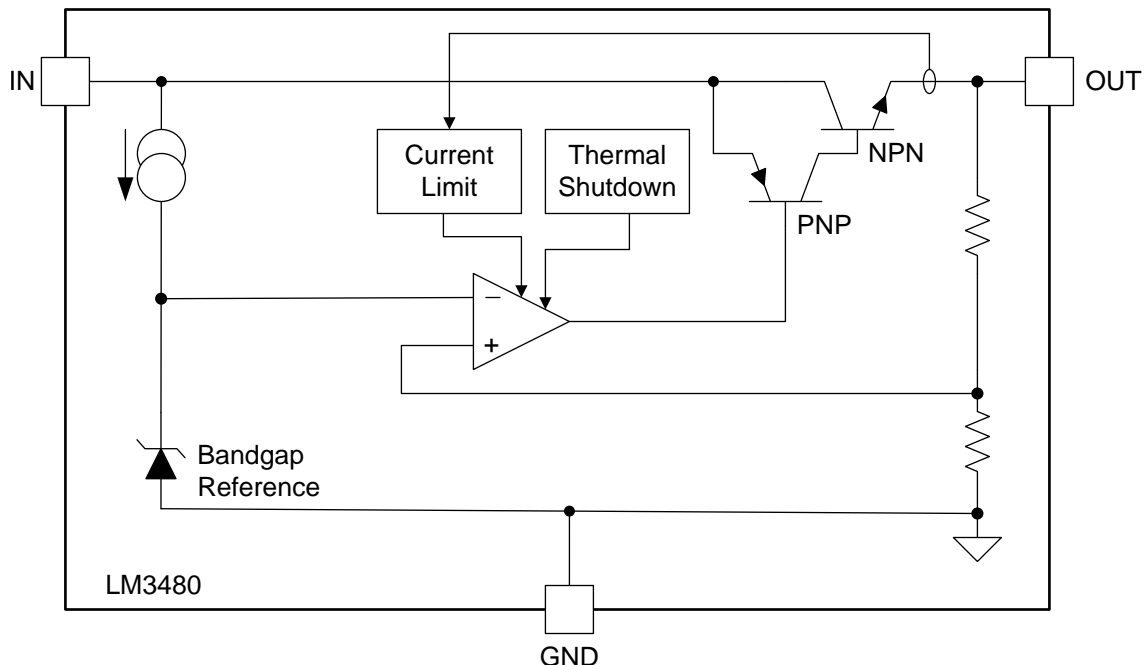 IN
OUT
Current
Limit
Thermal
Shutdown
NPN
PNP
−
+
Bandgap
Reference
LM3480
GND